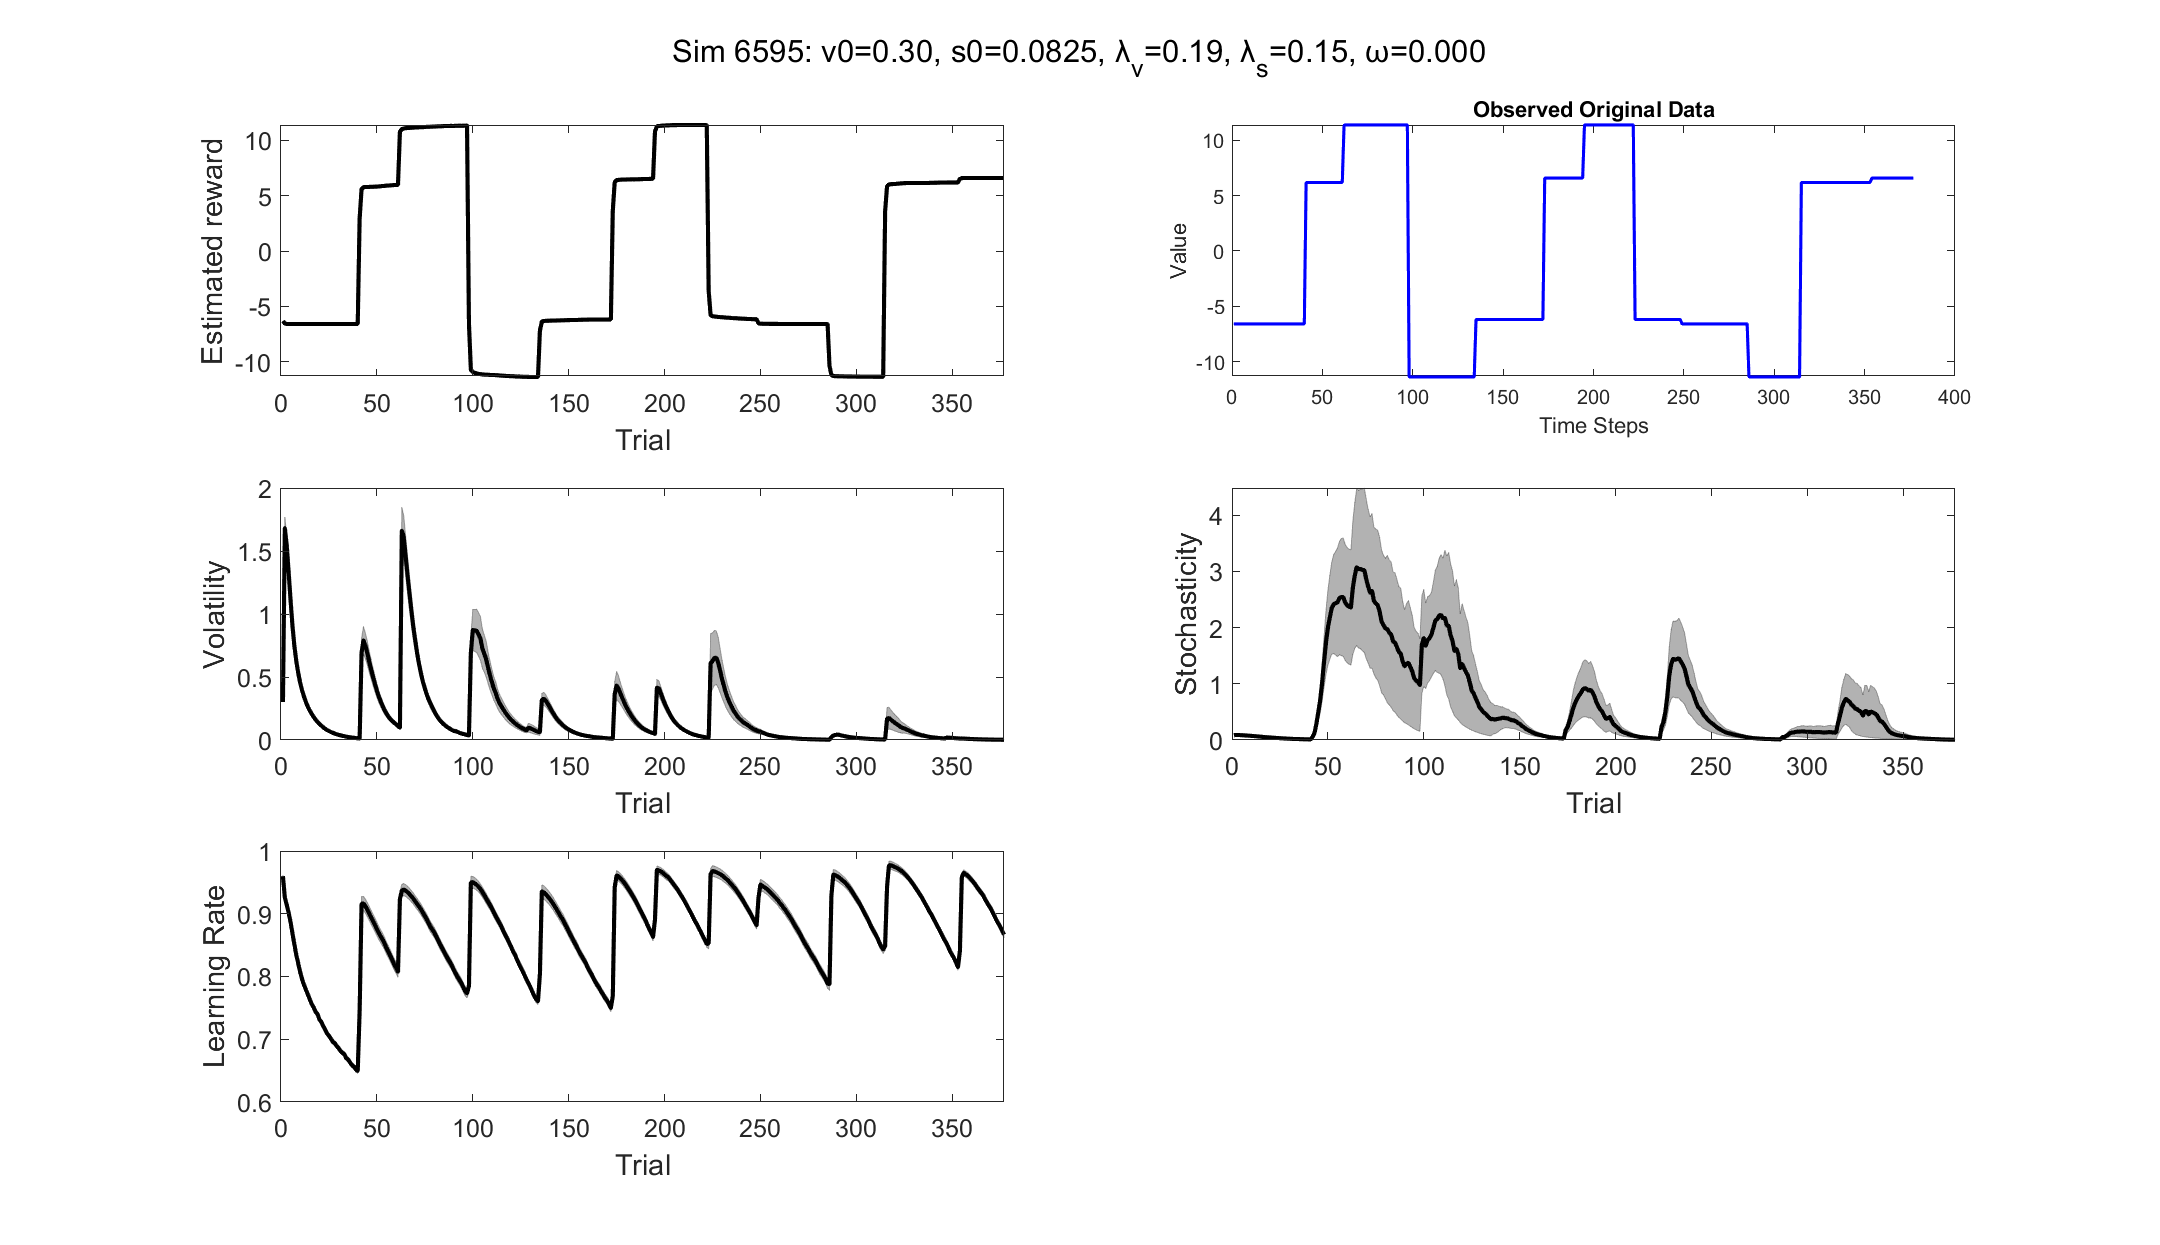 Sim 6595: v0=0.30, s0=0.0825, λ_v=0.19, λ_s=0.15, ω=0.000
Estimated reward
10
5
0
-5
-10
0 50 100 150 200 250 300 350
Trial
Observed Original Data
Value
10
5
0
-5
-10
0 50 100 150 200 250 300 350 400
Time Steps
Volatility
2
1.5
1
0.5
0
0 50 100 150 200 250 300 350
Trial
Stochasticity
4
3
2
1
0
0 50 100 150 200 250 300 350
Trial
Learning Rate
1
0.9
0.8
0.7
0.6
0 50 100 150 200 250 300 350
Trial